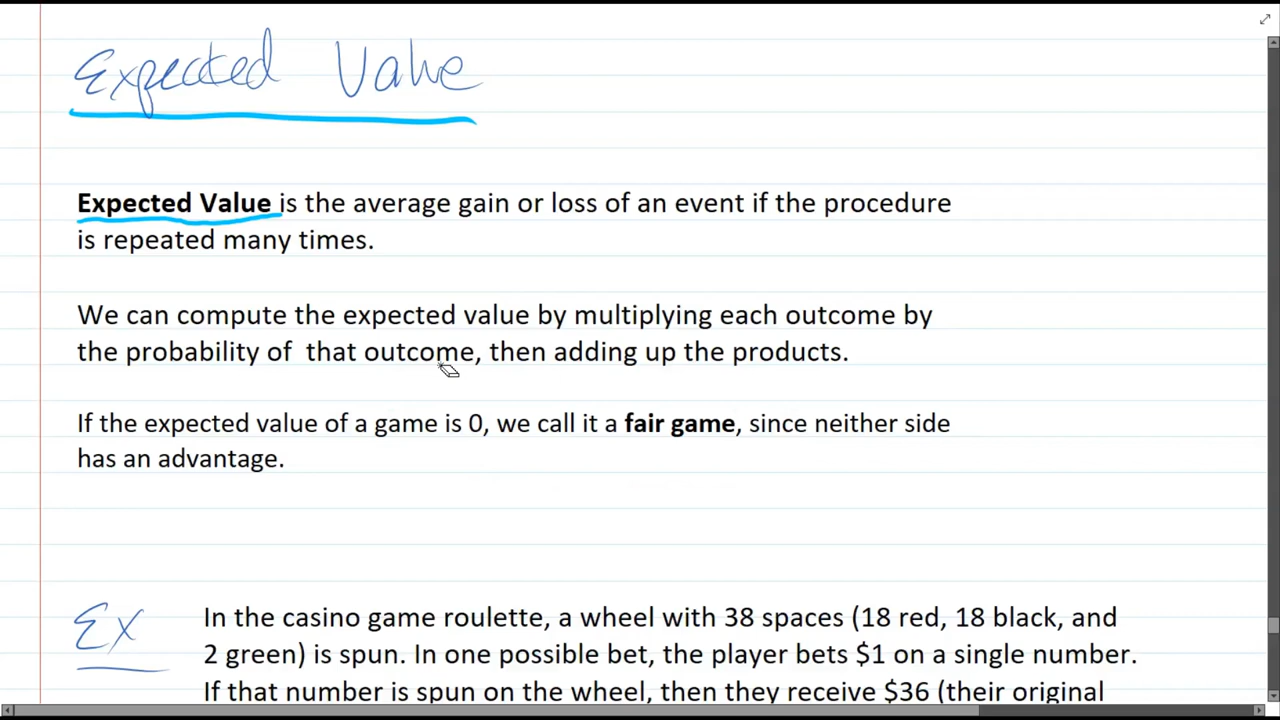 Expected Value
Expected Value is the average gain or loss of an event if the procedure
is repeated many times.
We can compute the expected value by multiplying each outcome by
the probability of that outcome, then adding up the products.
If the expected value of a game is 0, we call it a fair game, since neither side
has an advantage.
Ex
In the casino game roulette, a wheel with 38 spaces (18 red, 18 black, and
2 green) is spun. In one possible bet, the player bets $1 on a single number.
If that number is spun on the wheel, then they receive $36 (their original